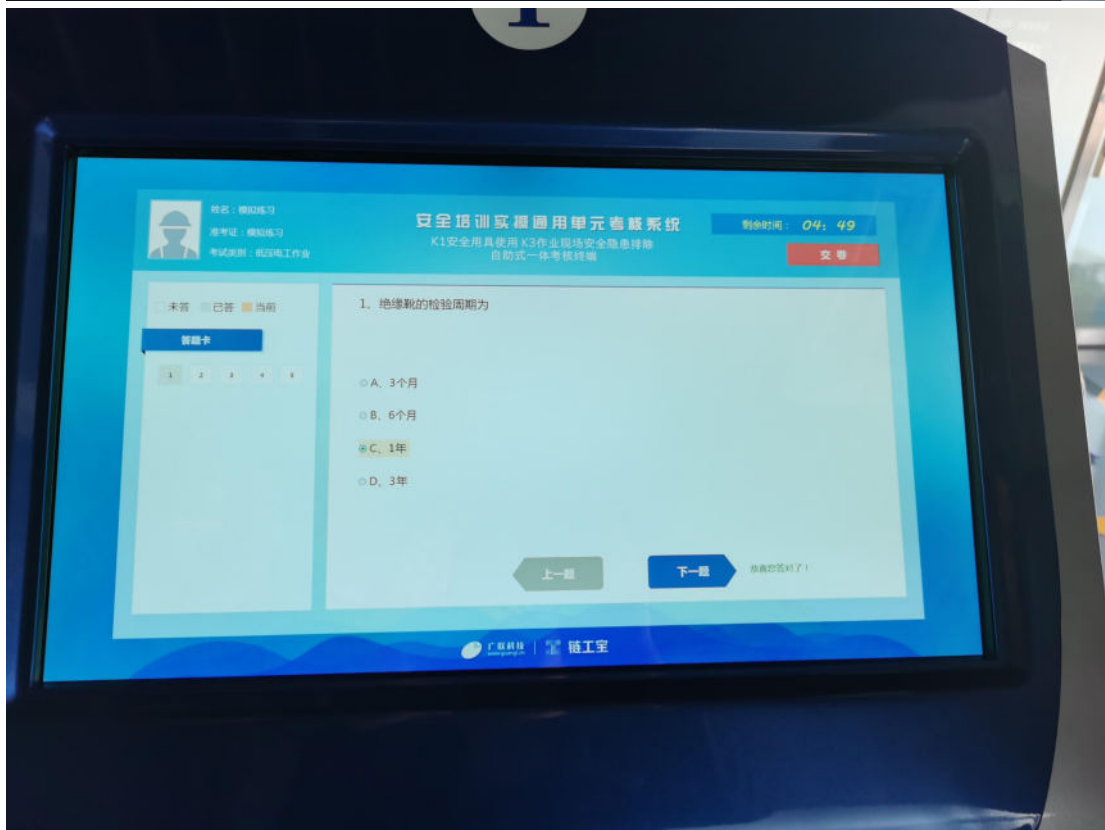 1
姓名：模拟练习
准考证：模拟练习
考试类别：低压电工作业
安全培训实操通用单元考核系统
K1安全用具使用 K3作业现场安全隐患排除
自助式一体考核终端
剩余时间： 04：49
交卷
未答 已答 当前
答题卡
1 2 3 4 5
1、绝缘靴的检验周期为
A、3个月
B、6个月
C、1年
D、3年
上一题
下一题
恭喜您答对了！
广联科技
链工宝